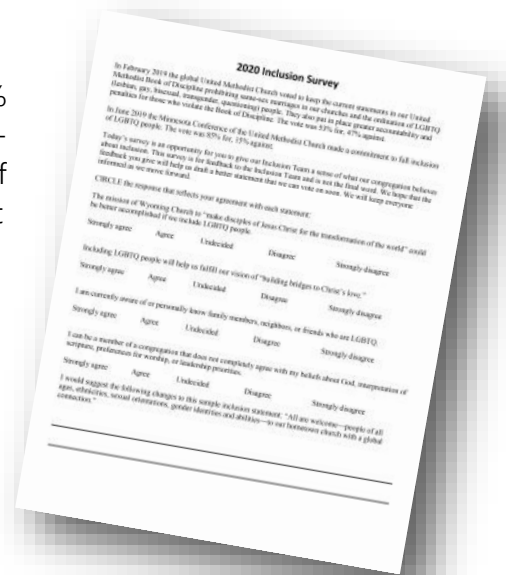 %
-
f
t
2020 Inclusion Survey
In February 2019 the global United Methodist Church voted to keep the current statements in our United
Methodist Book of Discipline prohibiting same-sex marriages in our churches and the ordination of LGBTQ
(lesbian, gay, bisexual, transgender, questioning) people. They also put in place greater accountability and
penalties for those who violate the Book of Discipline. The vote was 53% for, 47% against.
In June 2019 the Minnesota Conference of the United Methodist Church made a commitment to full inclusion
of LGBTQ people. The vote was 85% for, 15% against.
Today's survey is an opportunity for you to give our Inclusion Team a sense of what our congregation believes
about inclusion. This survey is for feedback to the Inclusion Team and is not the final word. We hope that the
feedback you give will help us draft a better statement that we can vote on soon. We will keep everyone
informed as we move forward.
CIRCLE the response that reflects your agreement with each statement:
The mission of Wyoming Church to "make disciples of Jesus Christ for the transformation of the world" could
be better accomplished if we include LGBTQ people.
Strongly agree Agree Undecided Disagree Strongly disagree
Including LGBTQ people will help us fulfill our vision of "building bridges to Christ's love."
Strongly agree Agree Undecided Disagree Strongly disagree
I am currently aware of or personally know family members, neighbors, or friends who are LGBTQ.
Strongly agree Agree Undecided Disagree Strongly disagree
I can be a member of a congregation that does not completely agree with my beliefs about God, interpretation of
scripture, preferences for worship, or leadership priorities.
Strongly agree Agree Undecided Disagree Strongly disagree
I would suggest the following changes to this sample inclusion statement: "All are welcome—people of all
ages, ethnicities, sexual orientations, gender identities and abilities—to our hometown church with a global
connection."